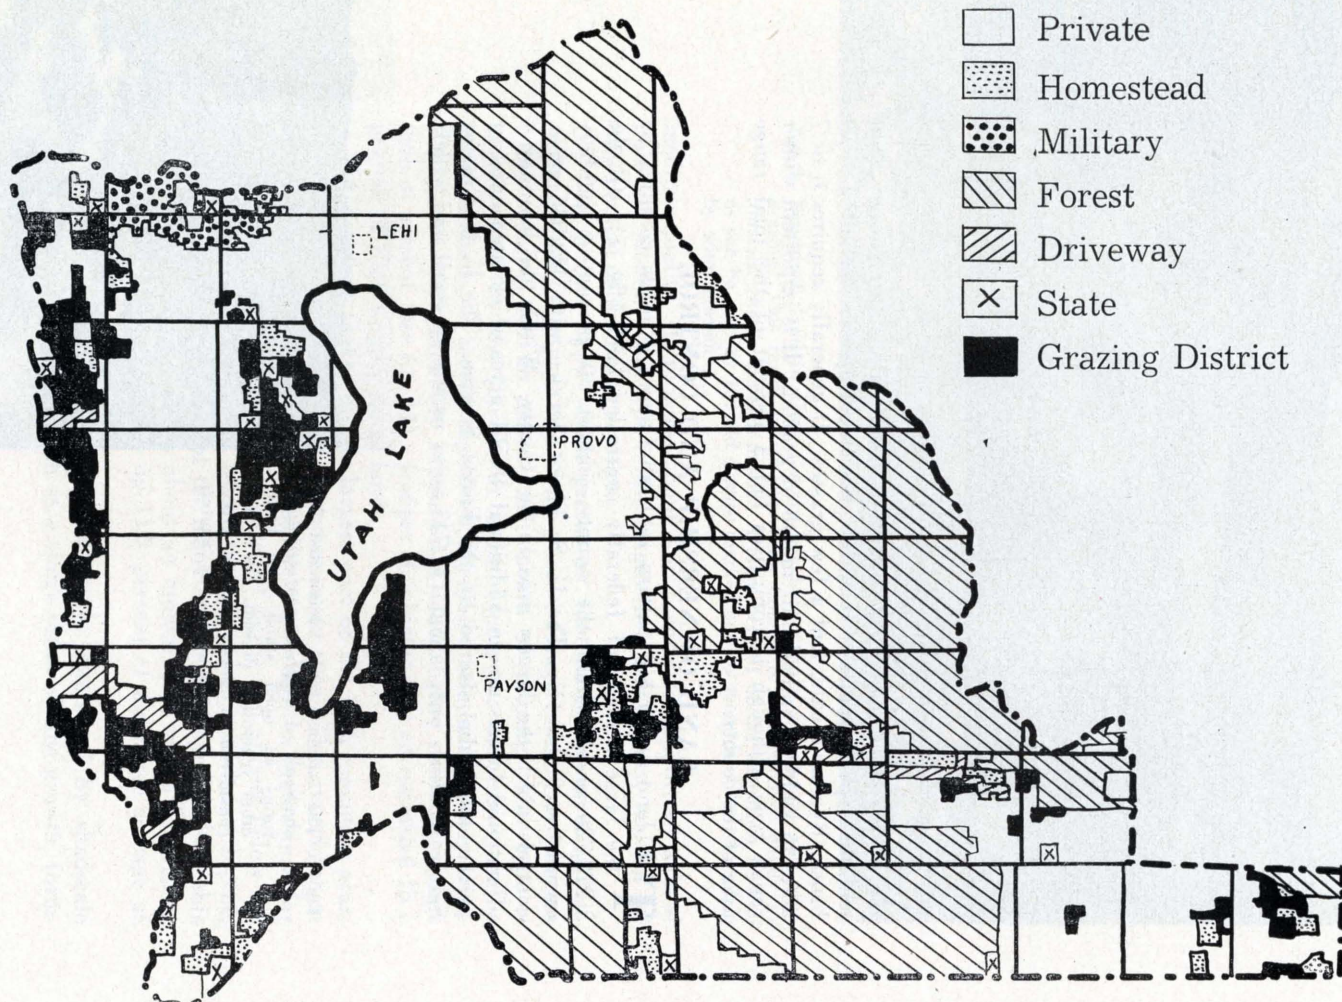 Private
Homestead
Military
Forest
Driveway
State
Grazing District
LEHI
UTAH LAKE
PROVO
PAYSON